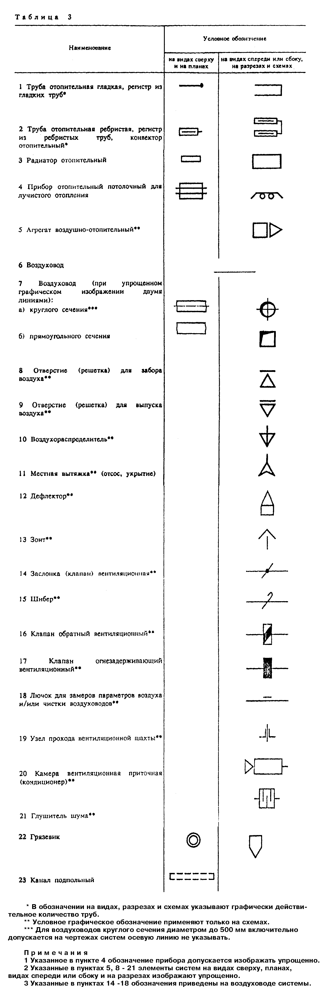 Таблица 3
Наименование
Условное обозначение
на видах сверху
и на планах
на видах спереди или сбоку,
на разрезах и схемах
1 Труба отопительная гладкая, регистр из
гладких труб*
2 Труба отопительная ребристая, регистр
из ребристых труб, конвектор
отопительный*
3 Радиатор отопительный
4 Прибор отопительный потолочный для
лучистого отопления
5 Агрегат воздушно-отопительный**
6 Воздуховод
7 Воздуховод (при упрощенном
графическом изображении двумя
линиями):
а) круглого сечения***
б) прямоугольного сечения
8 Отверстие (решетка) для забора
воздуха**
9 Отверстие (решетка) для выпуска
воздуха**
10 Воздухораспределитель**
11 Местная вытяжка** (отсос, укрытие)
12 Дефлектор**
13 Зонт**
14 Заслонка (клапан) вентиляционная**
15 Шибер**
16 Клапан обратный вентиляционный**
17 Клапан огнезадерживающий
вентиляционный**
18 Лючок для замеров параметров воздуха
и/или чистки воздуховодов**
19 Узел прохода вентиляционной шахты**
20 Камера вентиляционная приточная
(кондиционер)**
21 Глушитель шума**
22 Грязевик
23 Канал подпольный
* В обозначении на видах, разрезах и схемах указывают графически действи-
тельное количество труб.
** Условное графическое обозначение применяют только на схемах.
*** Для воздуховодов круглого сечения диаметром до 500 мм включительно
допускается на чертежах систем осевую линию не указывать.
Примечания
1 Указанное в пункте 4 обозначение прибора допускается изображать упрощенно.
2 Указанные в пунктах 5, 8 - 21 элементы систем на видах сверху, планах,
видах спереди или сбоку и на разрезах изображают упрощенно.
3 Указанные в пунктах 14 -18 обозначения приведены на воздуховоде системы.